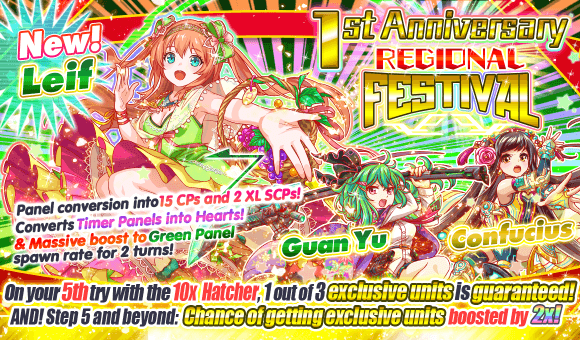 New!
Leif
1st Anniversary
REGIONAL
FESTIVAL
Panel conversion into15 CPs and 2 XL SCPs!
Converts Timer Panels into Hearts!
& Massive boost to Green Panel
spawn rate for 2 turns!
Guan Yu
Confucius
On your 5th try with the 10x Hatcher, 1 out of 3 exclusive units is guaranteed!
AND! Step 5 and beyond: Chance of getting exclusive units boosted by 2x!